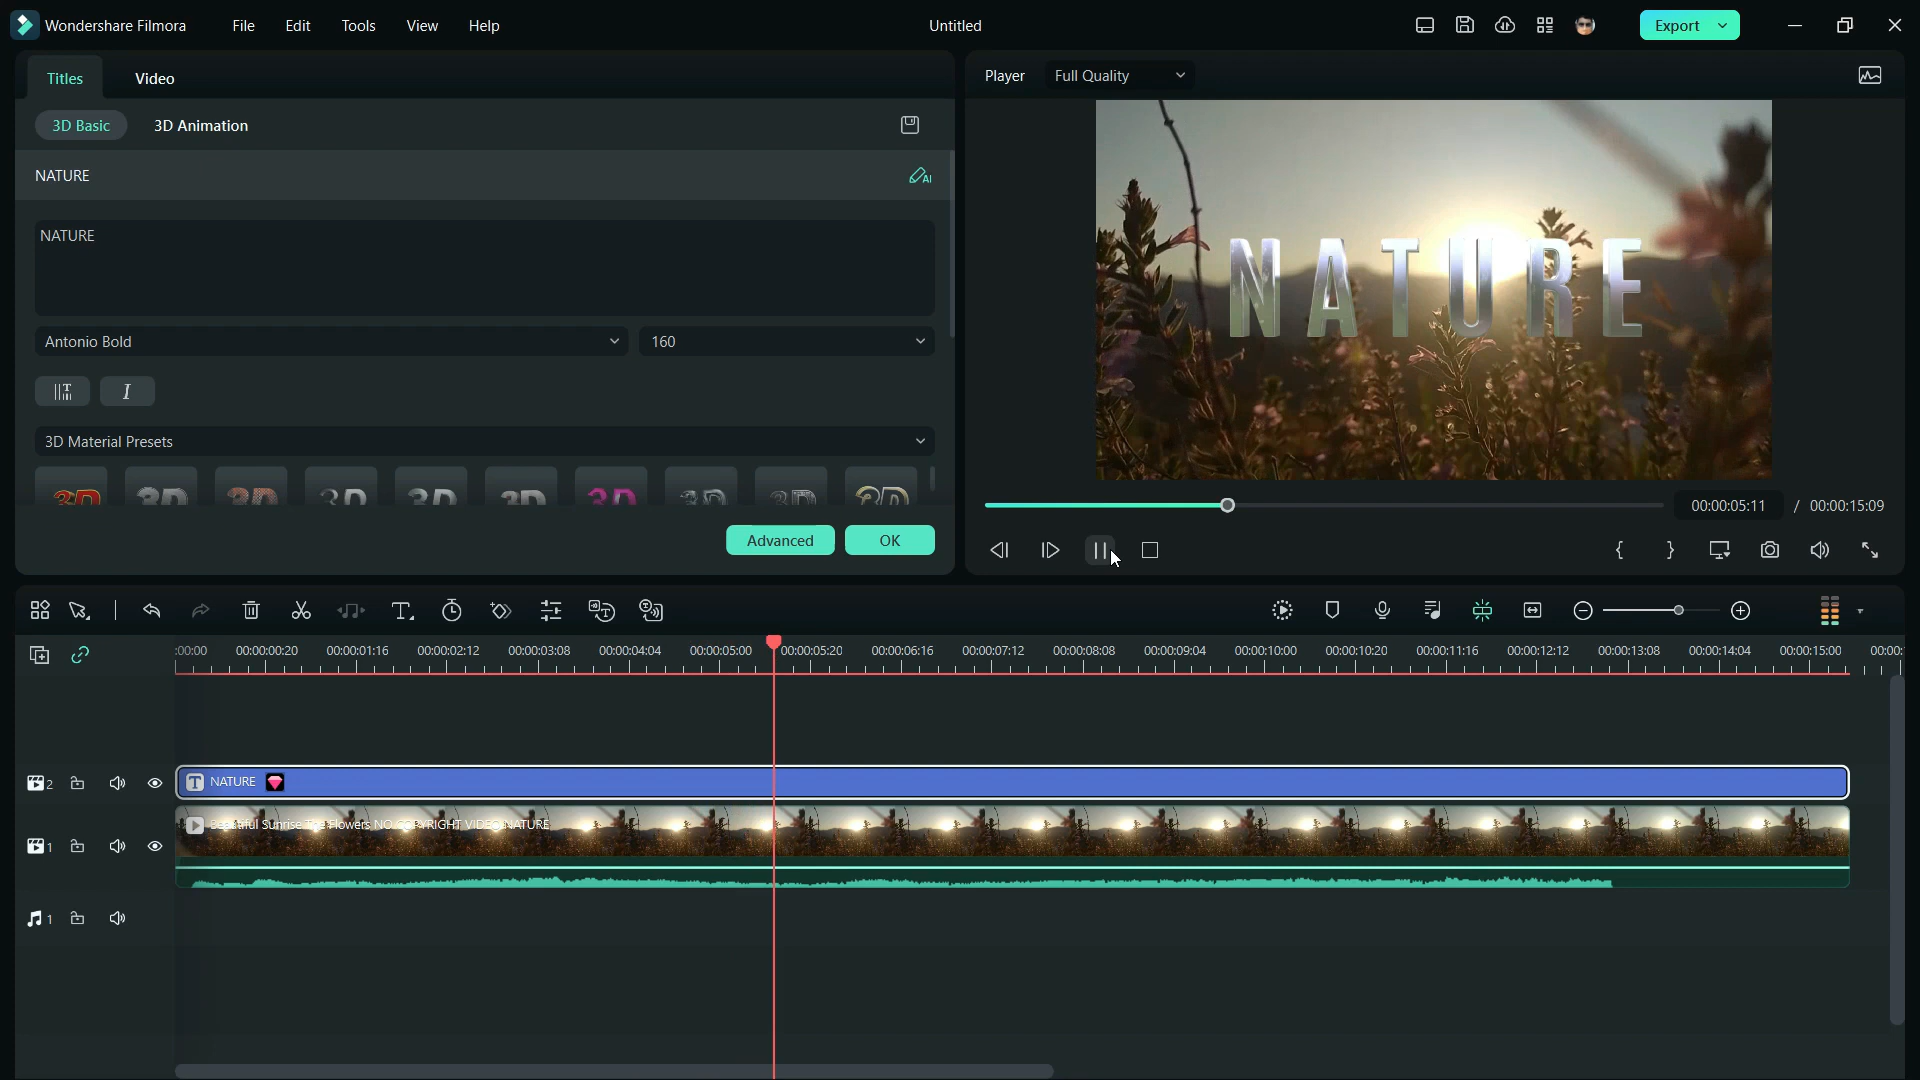 Wondershare Filmora File Edit Tools View Help Untitled Export
Titles Video
Player Full Quality
3D Basic 3D Animation
NATURE
AI
NATURE
Antonio Bold 160
I
3D Material Presets
3D 3D 3D 3D 3D 3D 3D 3D 3D 3D
Advanced OK
NATURE
00:00:05:11 / 00:00:15:09
:00:00 00:00:00:20 00:00:01:16 00:00:02:12 00:00:03:08 00:00:04:04 00:00:05:00 00:00:05:20 00:00:06:16 00:00:07:12 00:00:08:08 00:00:09:04 00:00:10:00 00:00:10:20 00:00:11:16 00:00:12:12 00:00:13:08 00:00:14:04 00:00:15:00 00:00:
2 T NATURE
Beautiful Sunrise The Flowers NO COPYRIGHT VIDEO NATURE
1
1